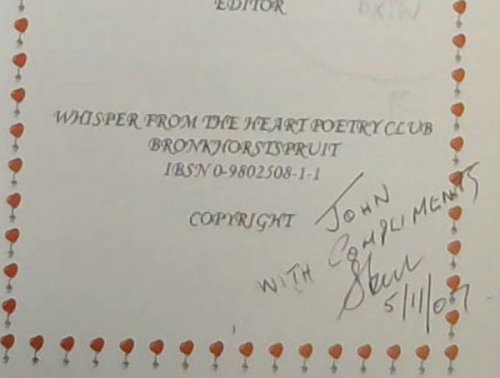 EDITOR
WHISPER FROM THE HEART POETRY CLUB
BRONKHORSTSPRUIT
IBSN 0-9802508-1-1
COPYRIGHT
JOHN
WITH COMPLIMENTS
5/11/07